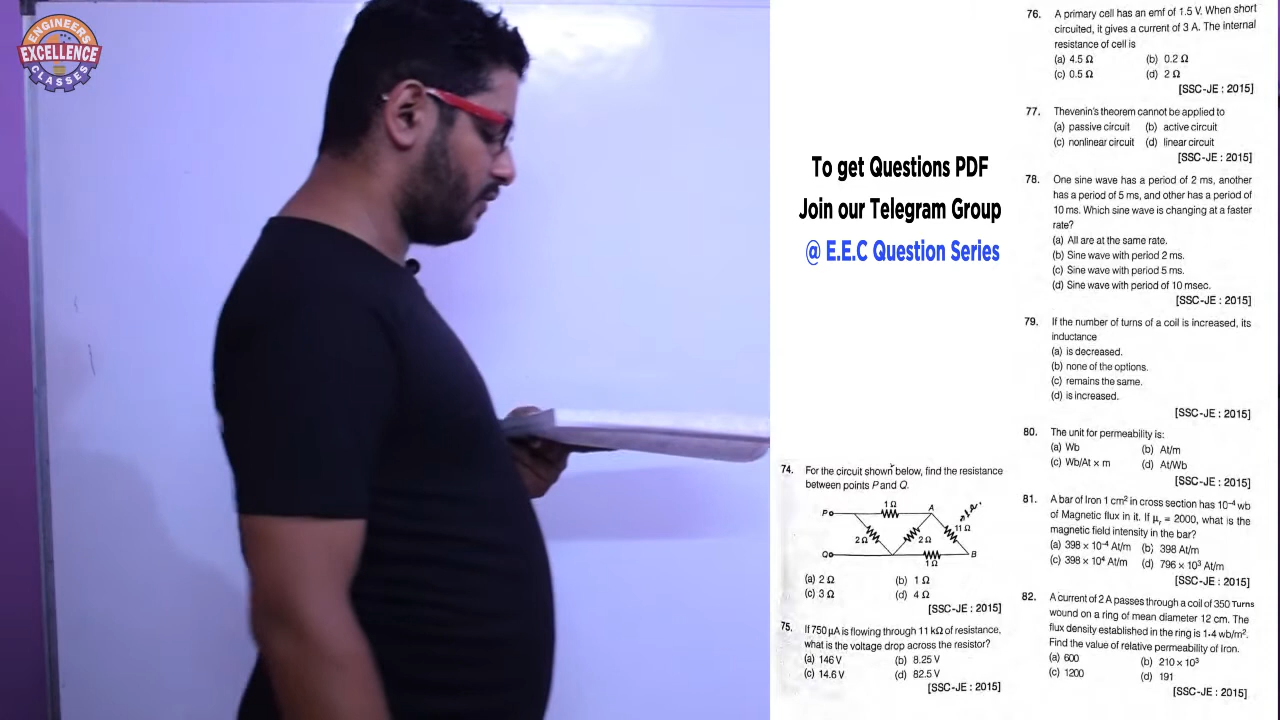 ENGINEERS
EXCELLENCE
CLASSES
To get Questions PDF
Join our Telegram Group
@ E.E.C Question Series
74. For the circuit shown below, find the resistance
between points P and Q.
1 Ω
P
A
11 Ω
2 Ω
2 Ω
Q
B
1 Ω
(a) 2 Ω (b) 1 Ω
(c) 3 Ω (d) 4 Ω
[SSC-JE : 2015]
75. If 750 μA is flowing through 11 kΩ of resistance,
what is the voltage drop across the resistor?
(a) 146 V (b) 8.25 V
(c) 14.6 V (d) 82.5 V
[SSC-JE : 2015]
76. A primary cell has an emf of 1.5 V. When short
circuited, it gives a current of 3 A. The internal
resistance of cell is
(a) 4.5 Ω (b) 0.2 Ω
(c) 0.5 Ω (d) 2 Ω
[SSC-JE : 2015]
77. Thevenin's theorem cannot be applied to
(a) passive circuit (b) active circuit
(c) nonlinear circuit (d) linear circuit
[SSC-JE : 2015]
78. One sine wave has a period of 2 ms, another
has a period of 5 ms, and other has a period of
10 ms. Which sine wave is changing at a faster
rate?
(a) All are at the same rate.
(b) Sine wave with period 2 ms.
(c) Sine wave with period 5 ms.
(d) Sine wave with period of 10 msec.
[SSC-JE : 2015]
79. If the number of turns of a coil is increased, its
inductance
(a) is decreased.
(b) none of the options.
(c) remains the same.
(d) is increased.
[SSC-JE : 2015]
80. The unit for permeability is:
(a) Wb (b) At/m
(c) Wb/At × m (d) At/Wb
[SSC-JE : 2015]
81. A bar of Iron 1 cm² in cross section has 10⁻⁴ wb
of Magnetic flux in it. If μr = 2000, what is the
magnetic field intensity in the bar?
(a) 398 × 10⁻⁴ At/m (b) 398 At/m
(c) 398 × 10⁴ At/m (d) 796 × 10³ At/m
[SSC-JE : 2015]
82. A current of 2 A passes through a coil of 350 Turns
wound on a ring of mean diameter 12 cm. The
flux density established in the ring is 1·4 wb/m².
Find the value of relative permeability of Iron.
(a) 600 (b) 210 × 10³
(c) 1200 (d) 191
[SSC-JE : 2015]